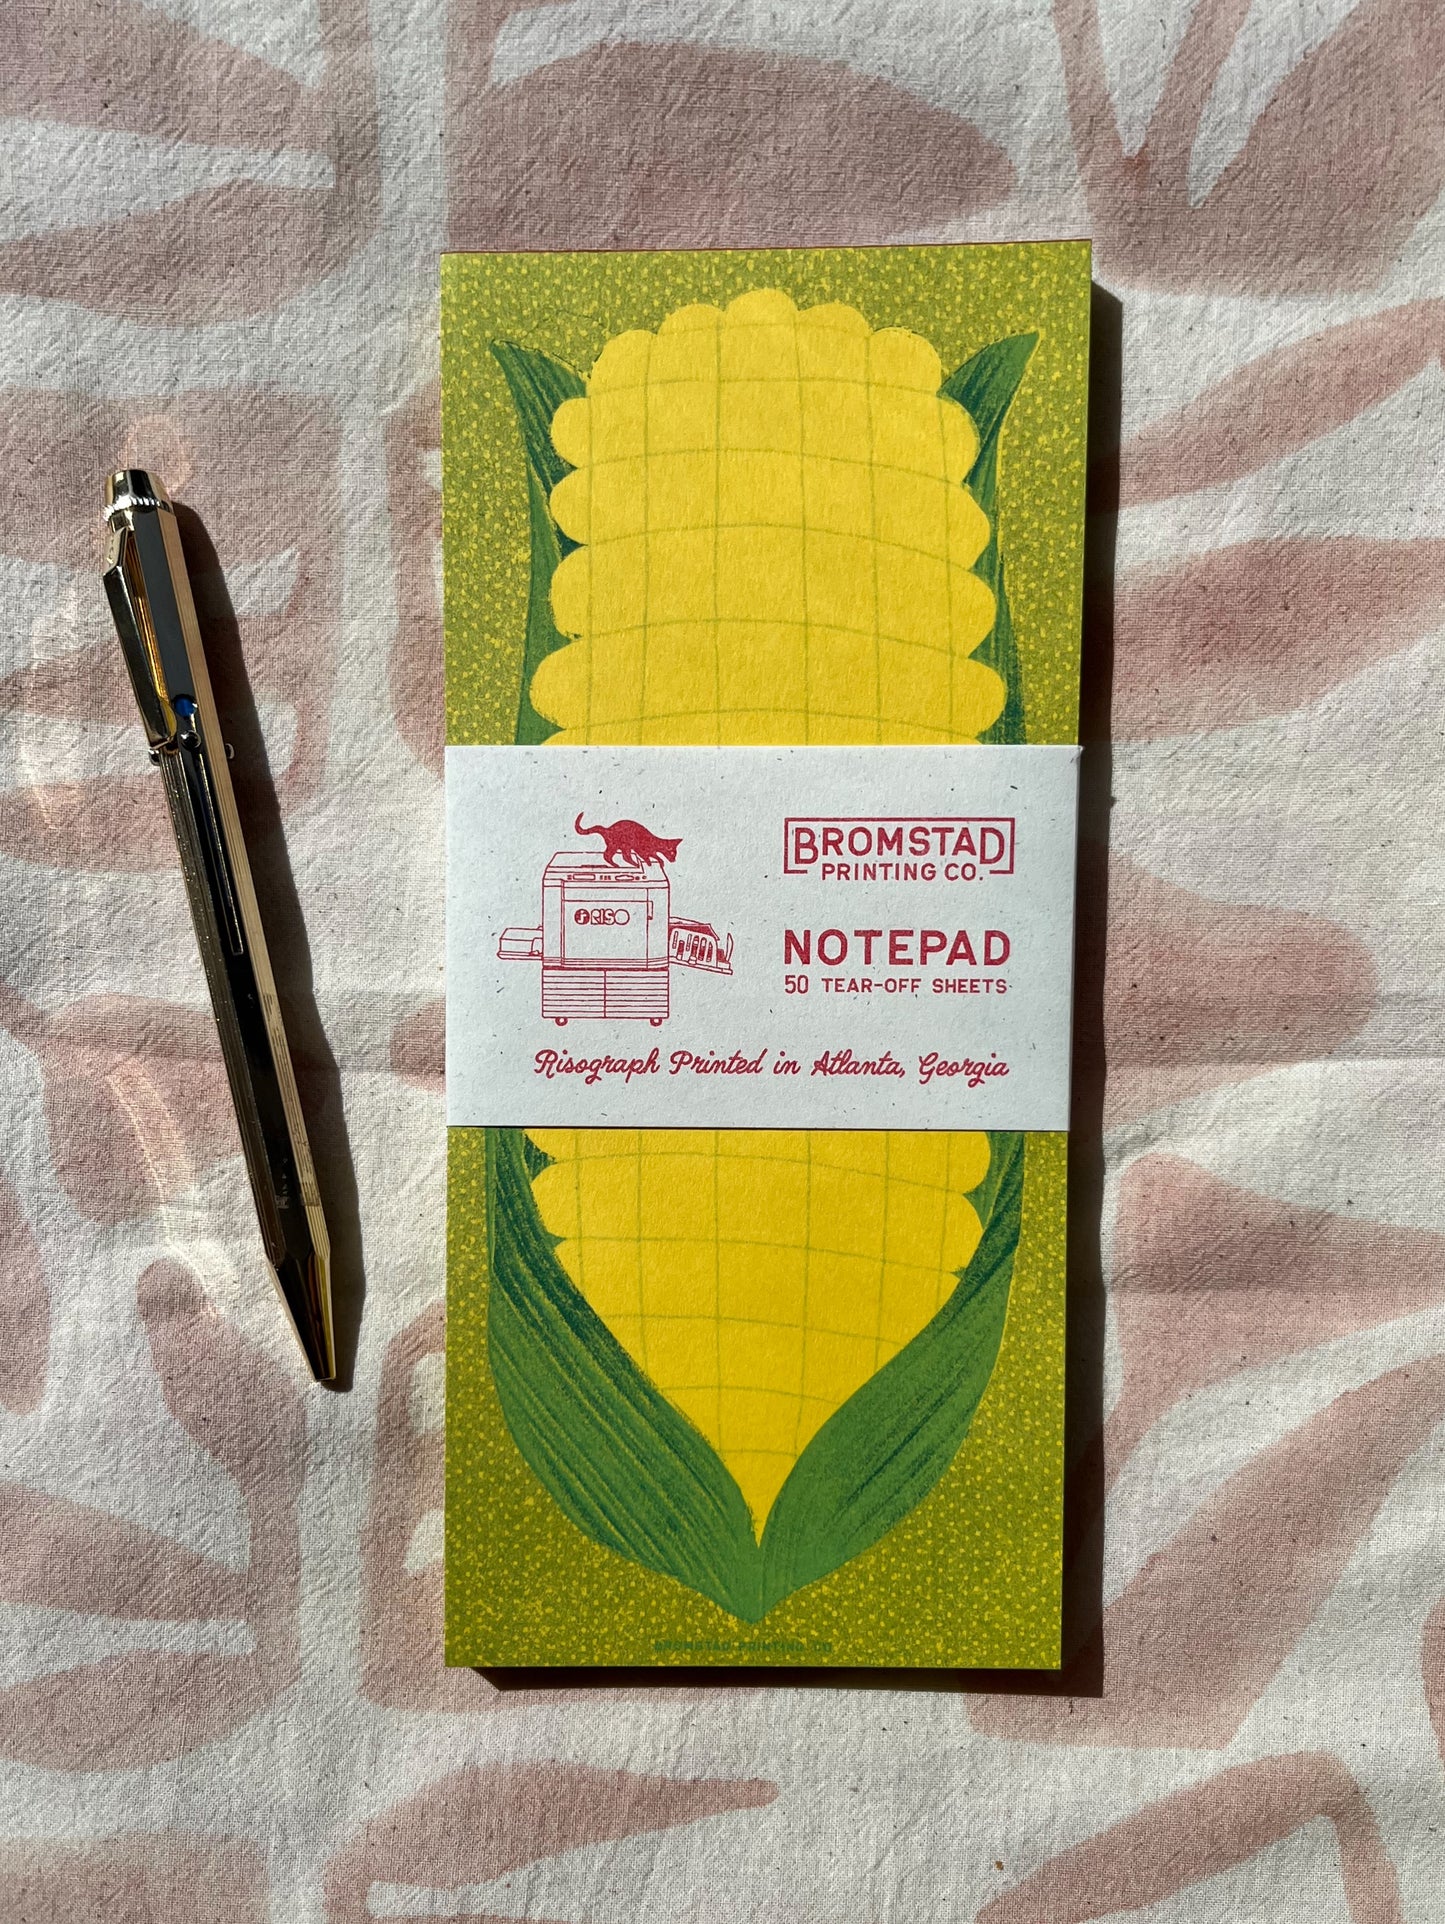 BROMSTAD
PRINTING CO.
RISO
NOTEPAD
50 TEAR-OFF SHEETS
Risograph Printed in Atlanta, Georgia
BROMSTAD PRINTING CO